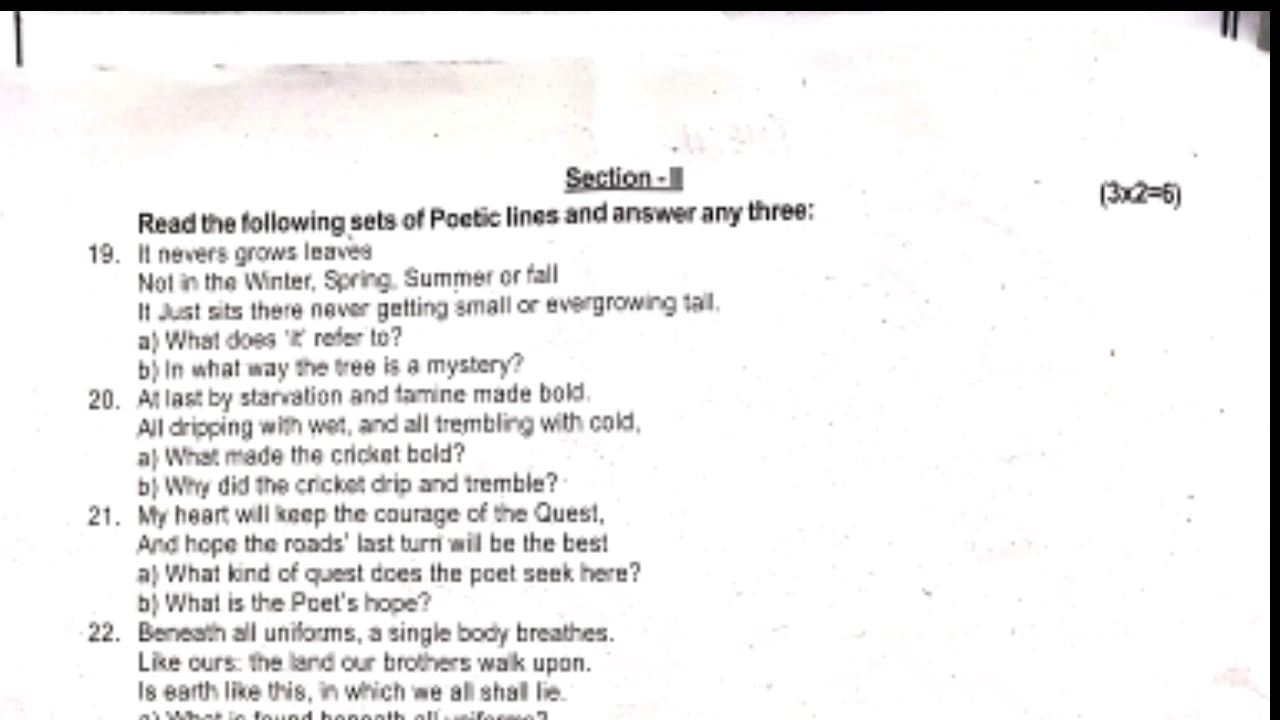 Section - II
(3x2=6)
Read the following sets of Poetic lines and answer any three:
19. It nevers grows leaves
Not in the Winter, Spring, Summer or fall
It Just sits there never getting small or evergrowing tall.
a) What does 'it' refer to?
b) In what way the tree is a mystery?
20. At last by starvation and famine made bold.
All dripping with wet, and all trembling with cold,
a) What made the cricket bold?
b) Why did the cricket drip and tremble?
21. My heart will keep the courage of the Quest,
And hope the roads' last turn will be the best
a) What kind of quest does the poet seek here?
b) What is the Poet's hope?
22. Beneath all uniforms, a single body breathes.
Like ours: the land our brothers walk upon.
Is earth like this, in which we all shall lie.
a) What is found beneath all uniforms?